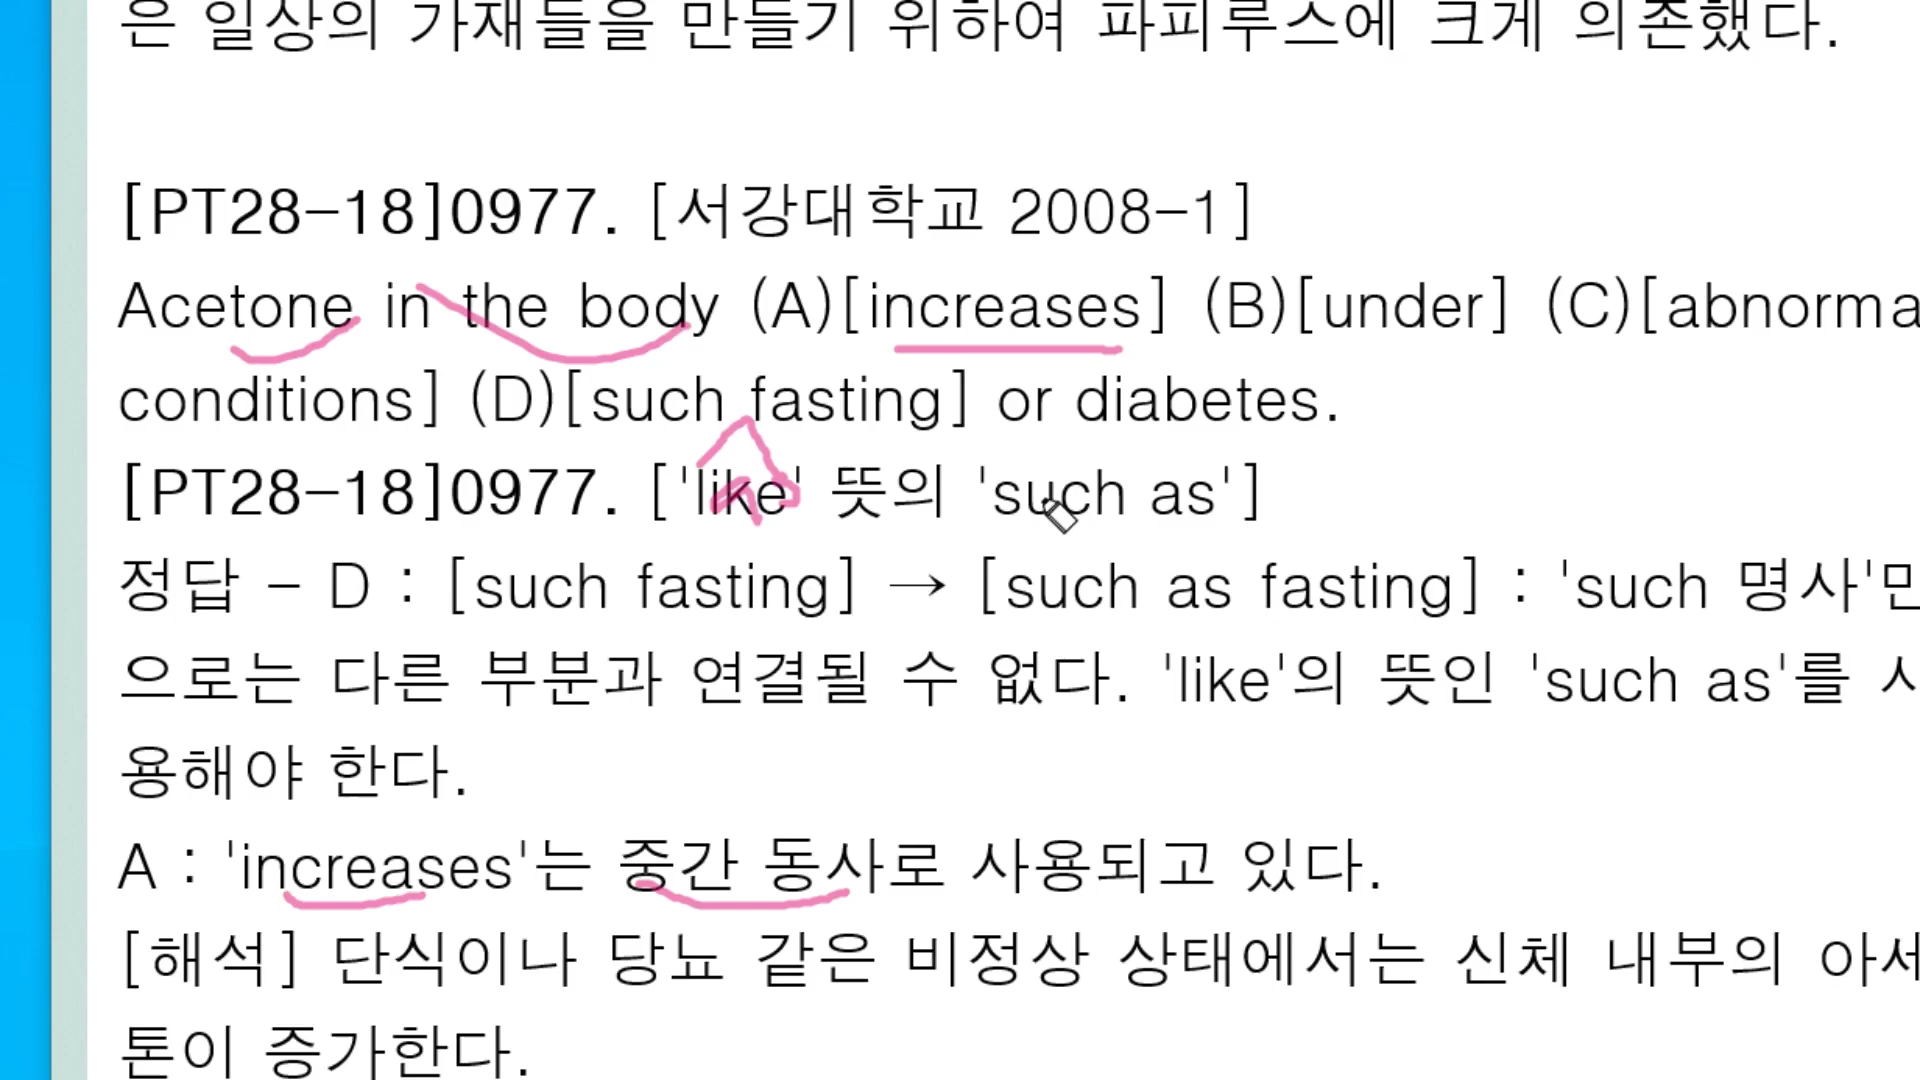 은 일상의 가재들을 만들기 위하여 파피루스에 크게 의존했다.
[PT28-18]0977. [서강대학교 2008-1]
Acetone in the body (A)[increases] (B)[under] (C)[abnorma
conditions] (D)[such fasting] or diabetes.
[PT28-18]0977. ['like' 뜻의 'such as']
정답 - D : [such fasting] → [such as fasting] : 'such 명사'만
으로는 다른 부분과 연결될 수 없다. 'like'의 뜻인 'such as'를 사
용해야 한다.
A : 'increases'는 중간 동사로 사용되고 있다.
[해석] 단식이나 당뇨 같은 비정상 상태에서는 신체 내부의 아세
톤이 증가한다.